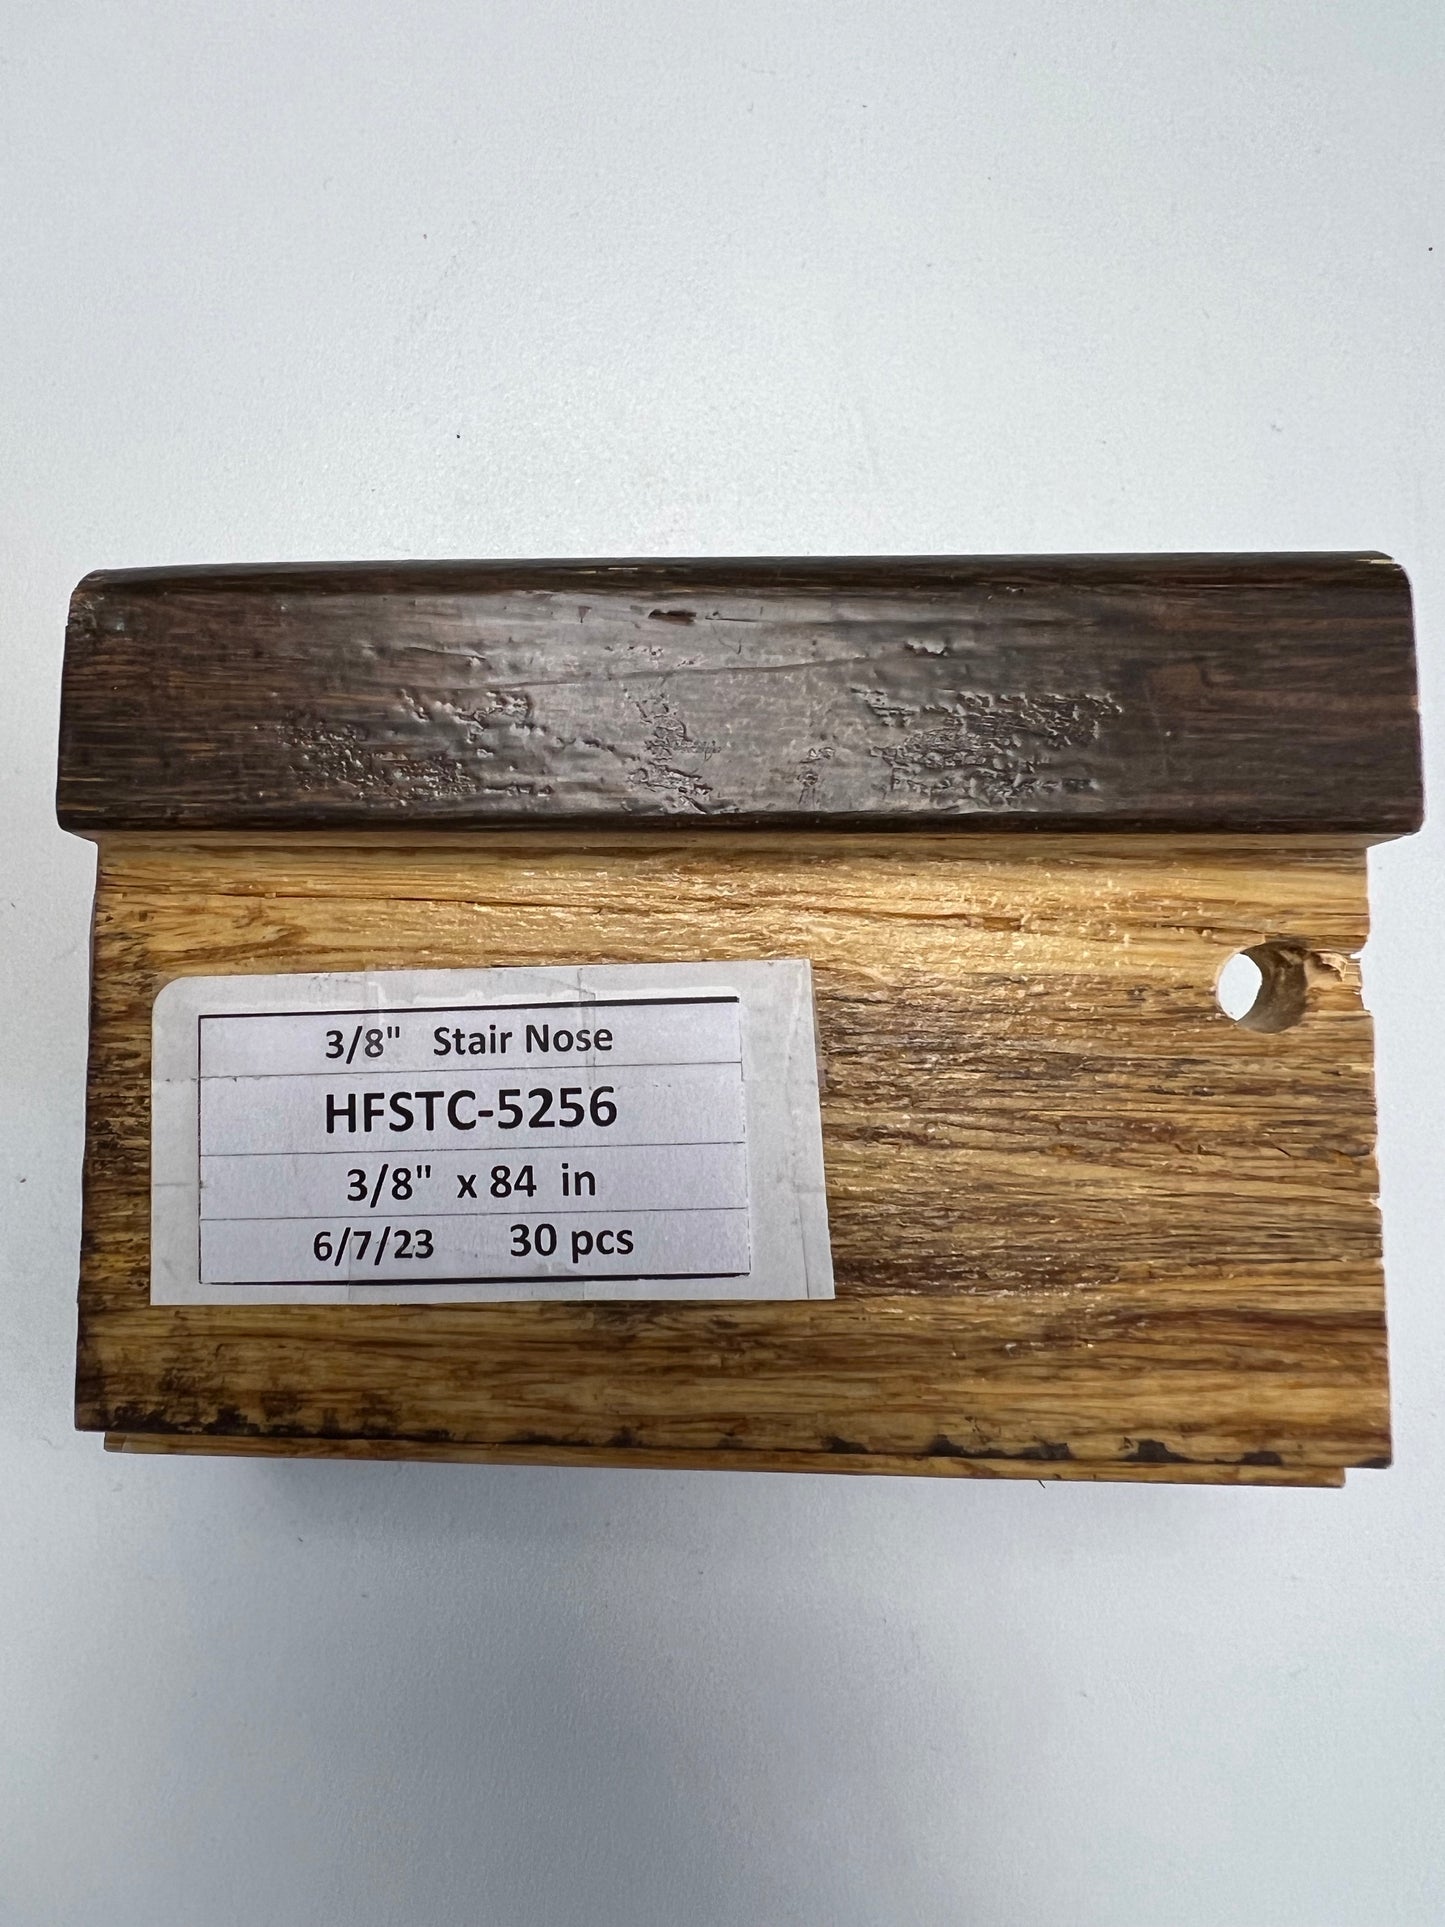 3/8" Stair Nose
HFSTC-5256
3/8" x 84 in
6/7/23 30 pcs